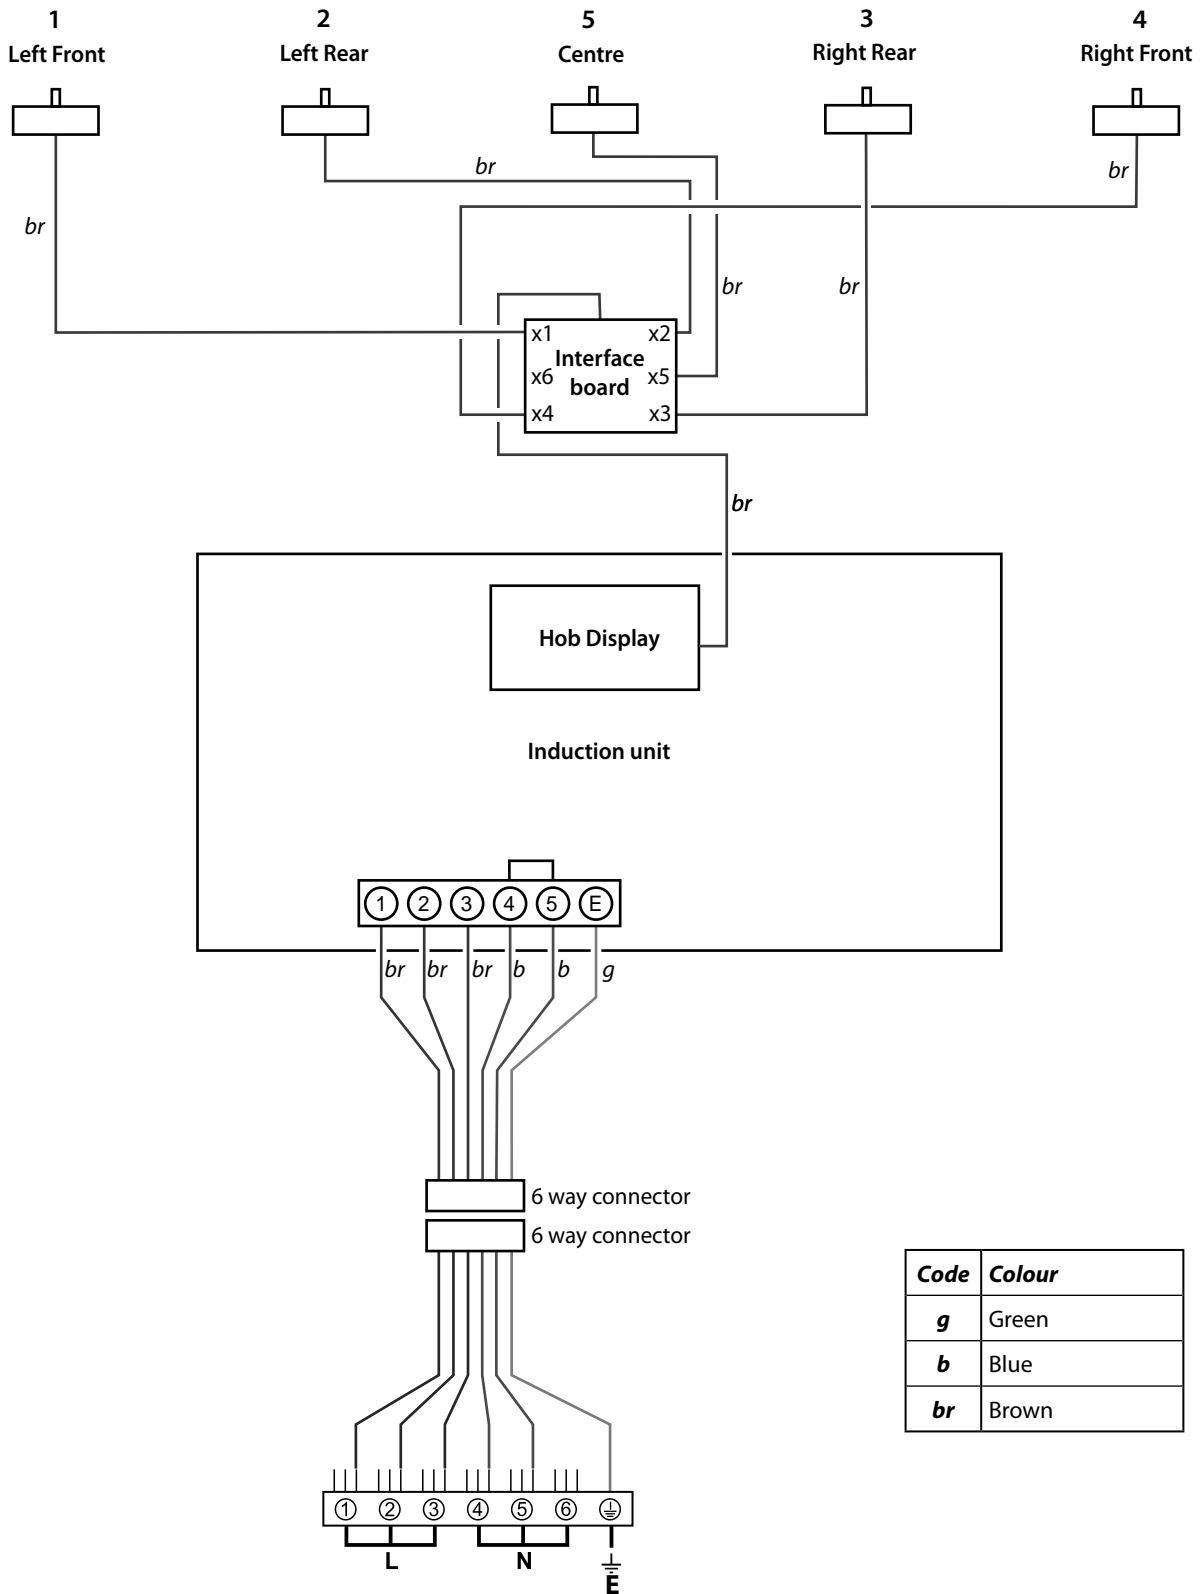 1 2 5 3 4
Left Front Left Rear Centre Right Rear Right Front
br
br
br
br
br
x1 x2
Interface
x6 x5
board
x4 x3
br
Hob Display
Induction unit
1 2 3 4 5 E
br br br b b g
6 way connector
6 way connector
Code Colour
g Green
b Blue
br Brown
1 2 3 4 5 6
L N
E